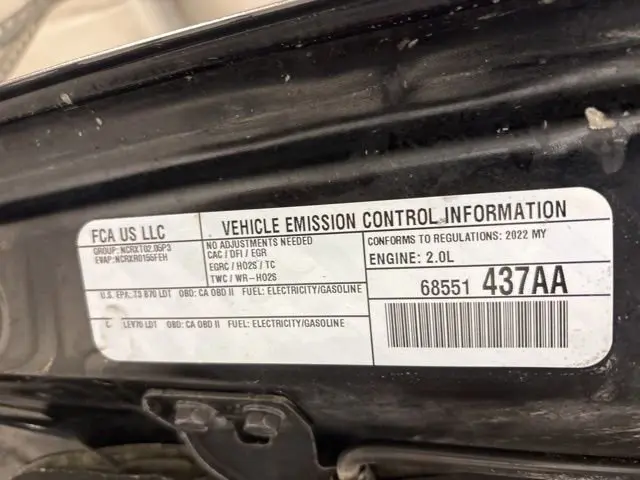 FCA US LLC
GROUP: NCRXT02.05P3
EVAP: NCRXR0155FEH
VEHICLE EMISSION CONTROL INFORMATION
NO ADJUSTMENTS NEEDED
CAC / DFI / EGR
EGRC / HO2S / TC
TWC / WR-HO2S
CONFORMS TO REGULATIONS: 2022 MY
ENGINE: 2.0L
U.S. EPA: T3 B70 LDT OBD: CA OBD II FUEL: ELECTRICITY/GASOLINE
LEV70 LDT OBD: CA OBD II FUEL: ELECTRICITY/GASOLINE
68551 437AA